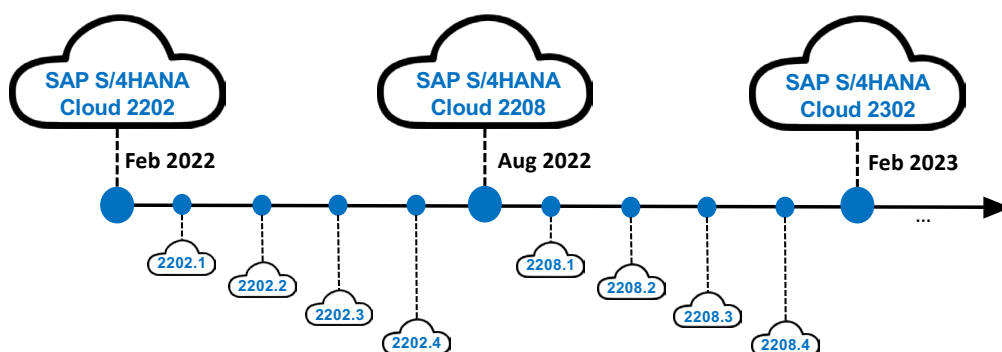 SAP S/4HANA
Cloud 2202
SAP S/4HANA
Cloud 2208
SAP S/4HANA
Cloud 2302
Feb 2022
Aug 2022
Feb 2023
...
2202.1
2202.2
2202.3
2202.4
2208.1
2208.2
2208.3
2208.4